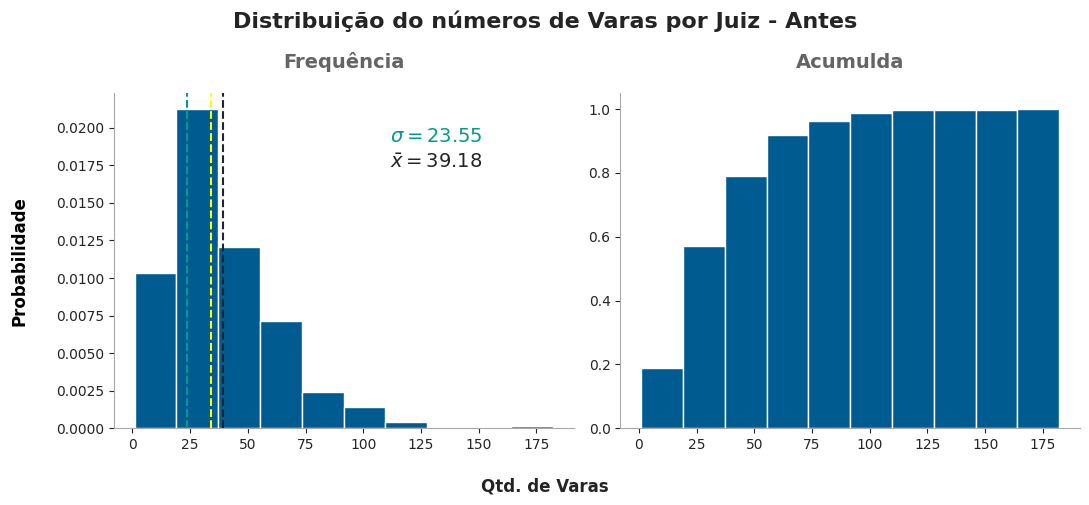 Distribuição do números de Varas por Juiz - Antes
Frequência
Acumulda
Probabilidade
0.0200
0.0175
0.0150
0.0125
0.0100
0.0075
0.0050
0.0025
0.0000
σ = 23.55
x̄ = 39.18
0 25 50 75 100 125 150 175
1.0
0.8
0.6
0.4
0.2
0.0
0 25 50 75 100 125 150 175
Qtd. de Varas